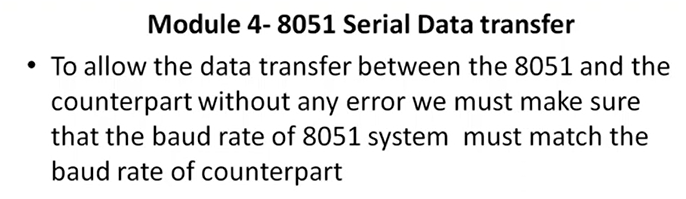 Module 4- 8051 Serial Data transfer
• To allow the data transfer between the 8051 and the
counterpart without any error we must make sure
that the baud rate of 8051 system  must match the
baud rate of counterpart